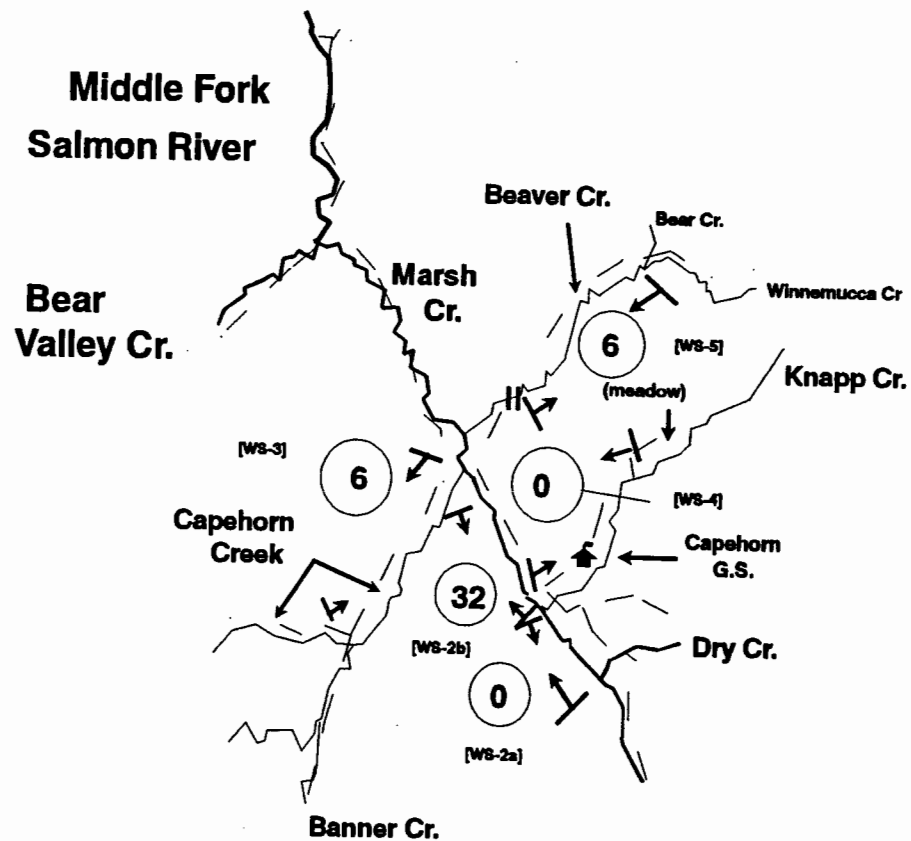 Middle Fork
Salmon River
Beaver Cr.
Bear Cr.
Marsh
Cr.
Bear
Valley Cr.
Winnemucca Cr
6
[WS-5]
Knapp Cr.
(meadow)
[WS-3]
6
0
[WS-4]
Capehorn
Creek
Capehorn
G.S.
32
[WS-2b]
Dry Cr.
0
[WS-2a]
Banner Cr.